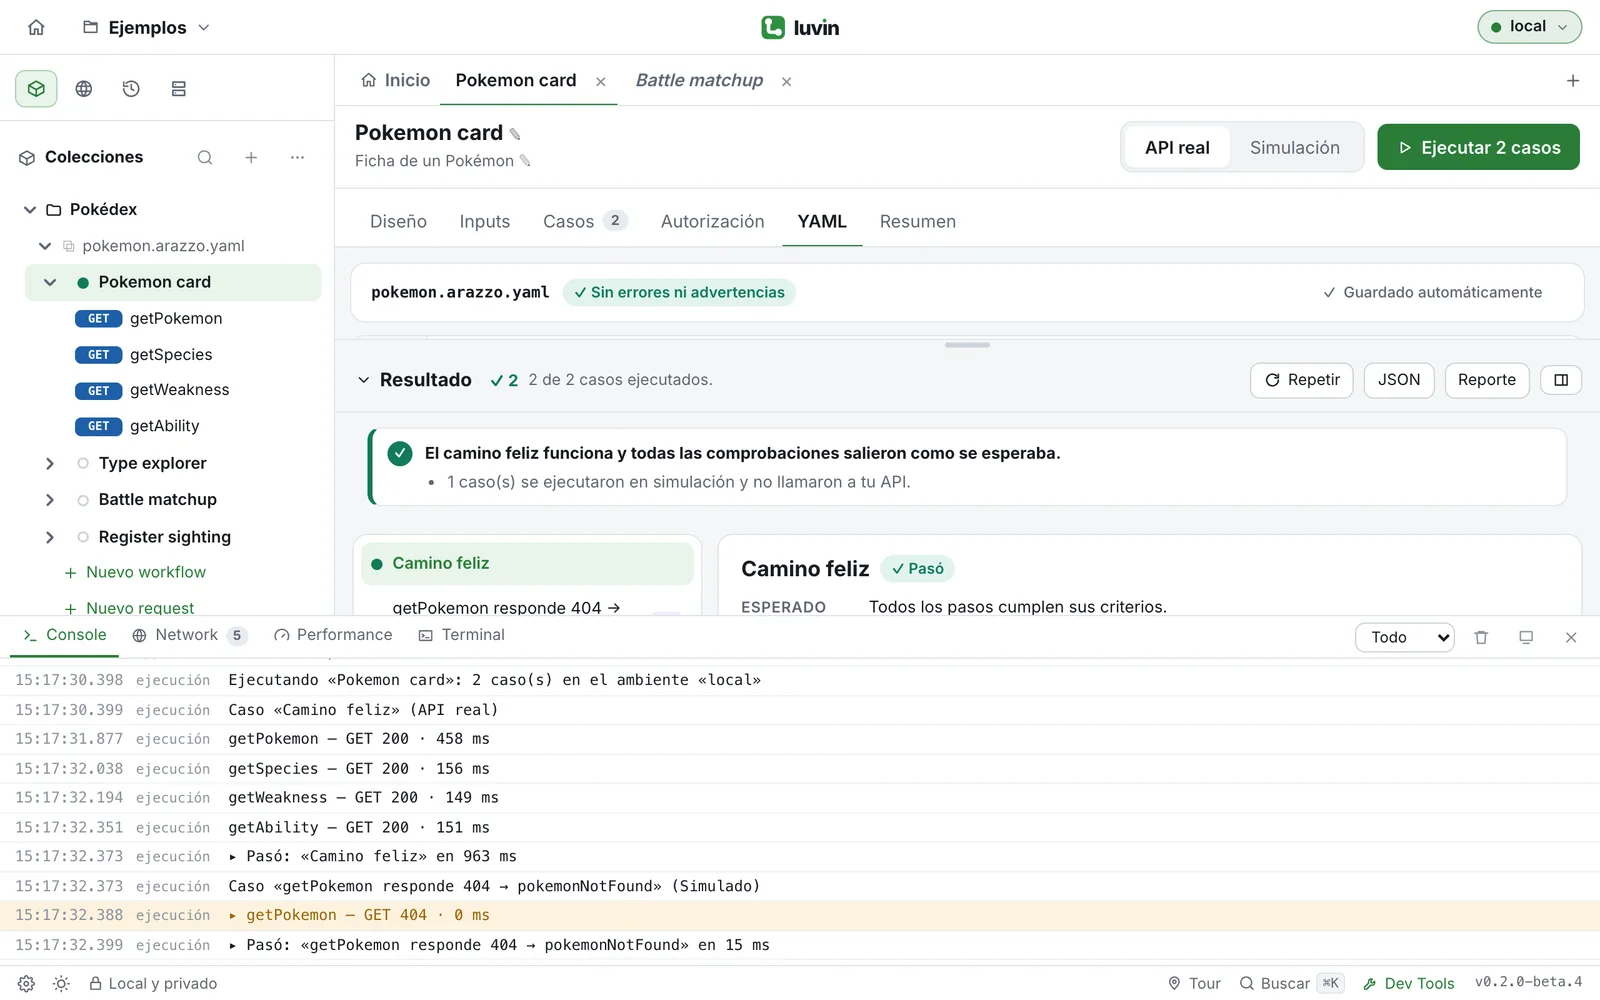 Ejemplos
luvin
local
Inicio
Pokemon card
Battle matchup
Colecciones
Pokédex
pokemon.arazzo.yaml
Pokemon card
GET getPokemon
GET getSpecies
GET getWeakness
GET getAbility
Type explorer
Battle matchup
Register sighting
+ Nuevo workflow
+ Nuevo request
Pokemon card
Ficha de un Pokémon
API real
Simulación
Ejecutar 2 casos
Diseño
Inputs
Casos 2
Autorización
YAML
Resumen
pokemon.arazzo.yaml
✓ Sin errores ni advertencias
✓ Guardado automáticamente
Resultado
✓ 2
2 de 2 casos ejecutados.
Repetir
JSON
Reporte
El camino feliz funciona y todas las comprobaciones salieron como se esperaba.
• 1 caso(s) se ejecutaron en simulación y no llamaron a tu API.
Camino feliz
getPokemon responde 404 →
Camino feliz
✓ Pasó
ESPERADO
Todos los pasos cumplen sus criterios.
Console
Network 5
Performance
Terminal
Todo
15:17:30.398 ejecución Ejecutando «Pokemon card»: 2 caso(s) en el ambiente «local»
15:17:30.399 ejecución Caso «Camino feliz» (API real)
15:17:31.877 ejecución getPokemon — GET 200 · 458 ms
15:17:32.038 ejecución getSpecies — GET 200 · 156 ms
15:17:32.194 ejecución getWeakness — GET 200 · 149 ms
15:17:32.351 ejecución getAbility — GET 200 · 151 ms
15:17:32.373 ejecución ▸ Pasó: «Camino feliz» en 963 ms
15:17:32.373 ejecución Caso «getPokemon responde 404 → pokemonNotFound» (Simulado)
15:17:32.388 ejecución ▸ getPokemon — GET 404 · 0 ms
15:17:32.399 ejecución ▸ Pasó: «getPokemon responde 404 → pokemonNotFound» en 15 ms
Local y privado
Tour
Buscar ⌘K
Dev Tools
v0.2.0-beta.4